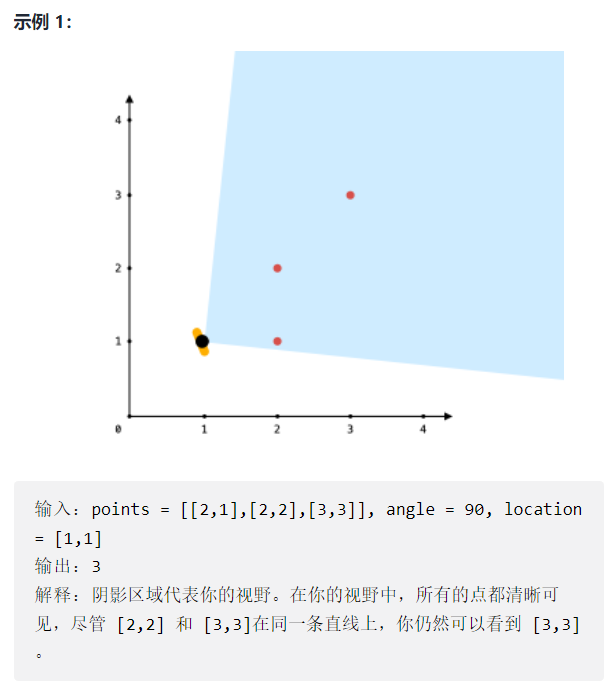 示例 1：
4
3
2
1
0 1 2 3 4
输入：points = [[2,1],[2,2],[3,3]], angle = 90, location
= [1,1]
输出：3
解释：阴影区域代表你的视野。在你的视野中，所有的点都清晰可
见，尽管 [2,2] 和 [3,3]在同一条直线上，你仍然可以看到 [3,3]
。